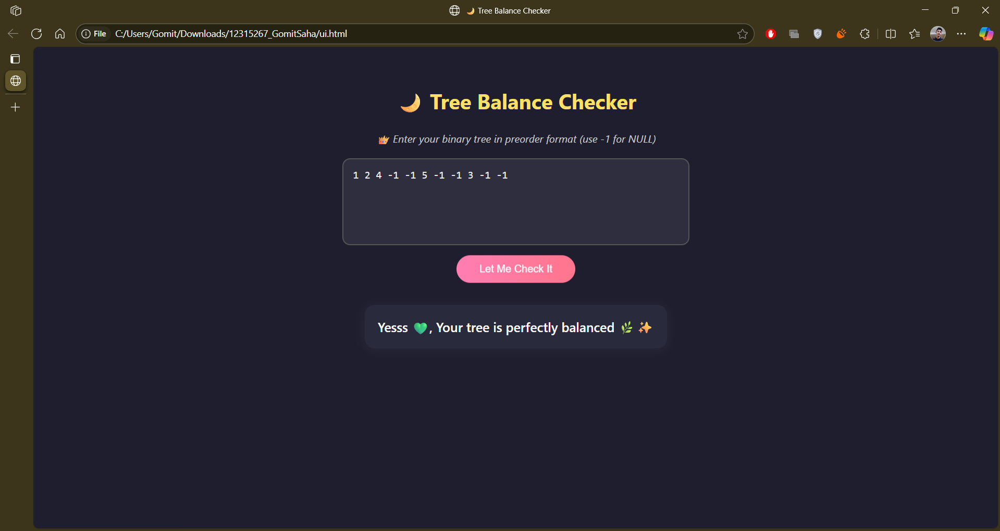 🌙 Tree Balance Checker
File C:/Users/Gomit/Downloads/12315267_GomitSaha/ui.html
🌙 Tree Balance Checker
👑 Enter your binary tree in preorder format (use -1 for NULL)
1 2 4 -1 -1 5 -1 -1 3 -1 -1
Let Me Check It
Yesss 💚, Your tree is perfectly balanced 🌿 ✨